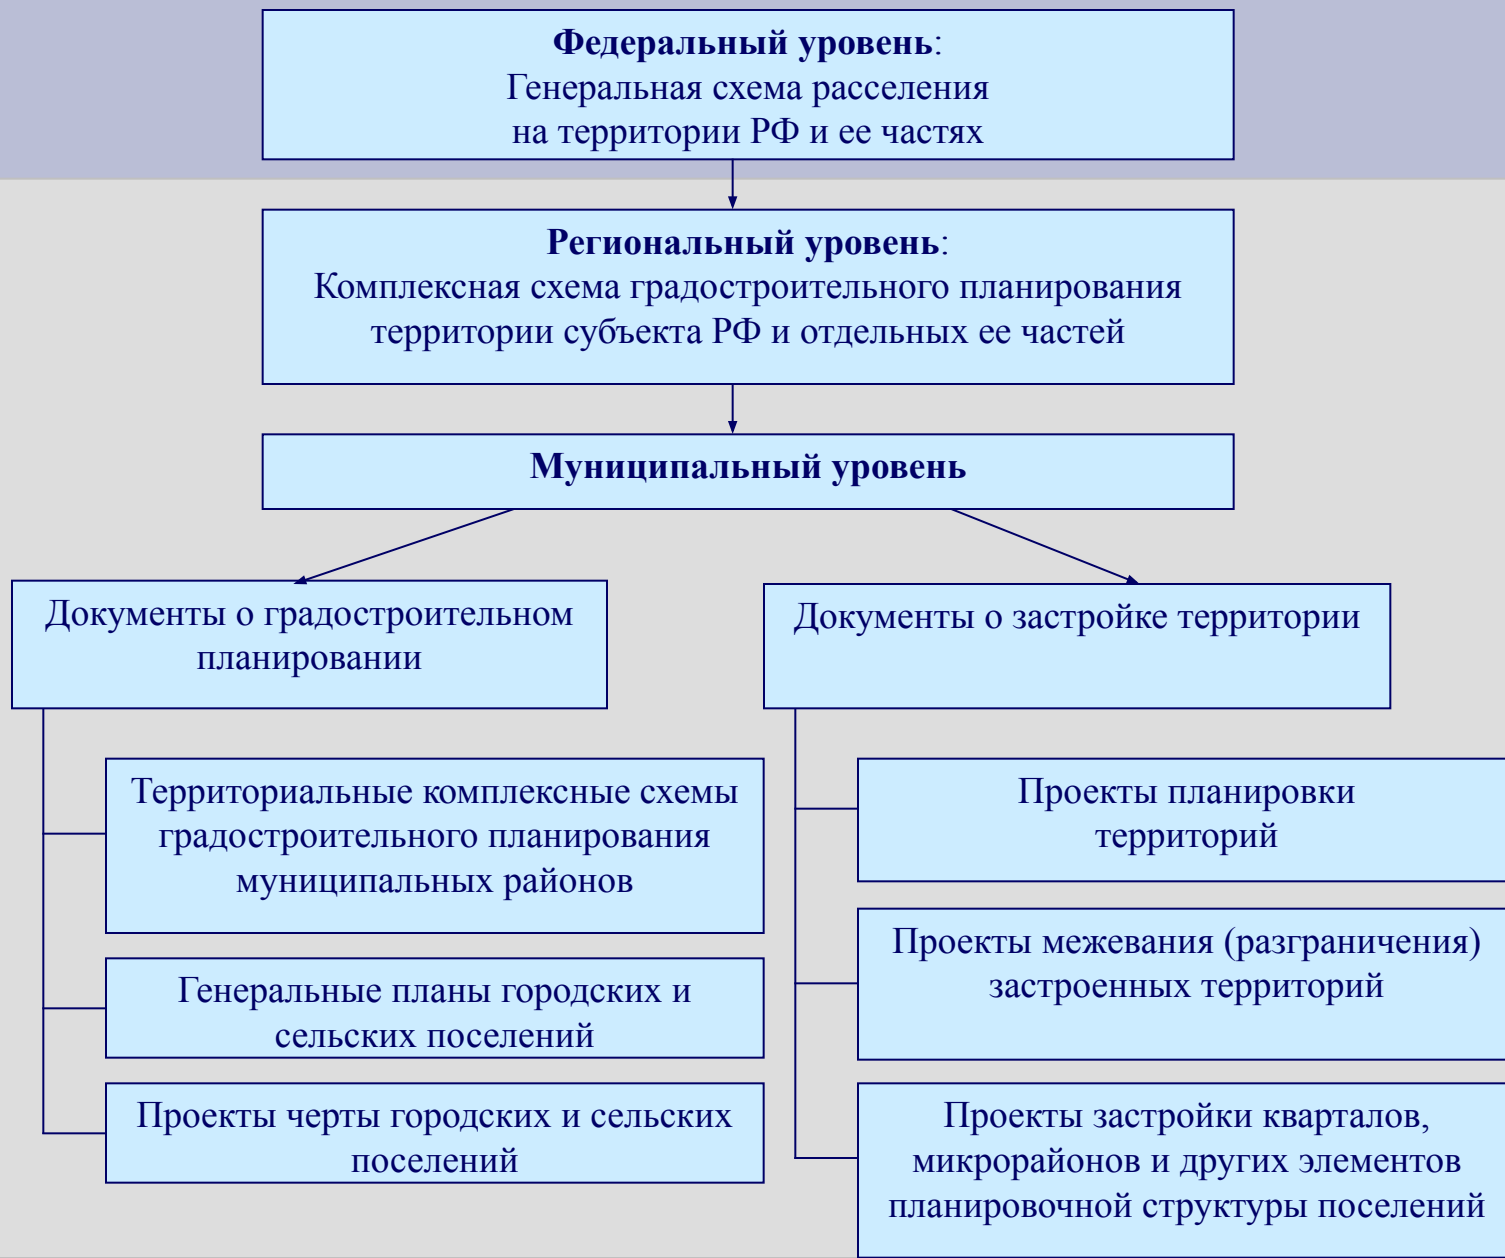 Федеральный уровень:
Генеральная схема расселения
на территории РФ и ее частях
Региональный уровень:
Комплексная схема градостроительного планирования
территории субъекта РФ и отдельных ее частей
Муниципальный уровень
Документы о градостроительном
планировании
Документы о застройке территории
Территориальные комплексные схемы
градостроительного планирования
муниципальных районов
Генеральные планы городских и
сельских поселений
Проекты черты городских и сельских
поселений
Проекты планировки
территорий
Проекты межевания (разграничения)
застроенных территорий
Проекты застройки кварталов,
микрорайонов и других элементов
планировочной структуры поселений